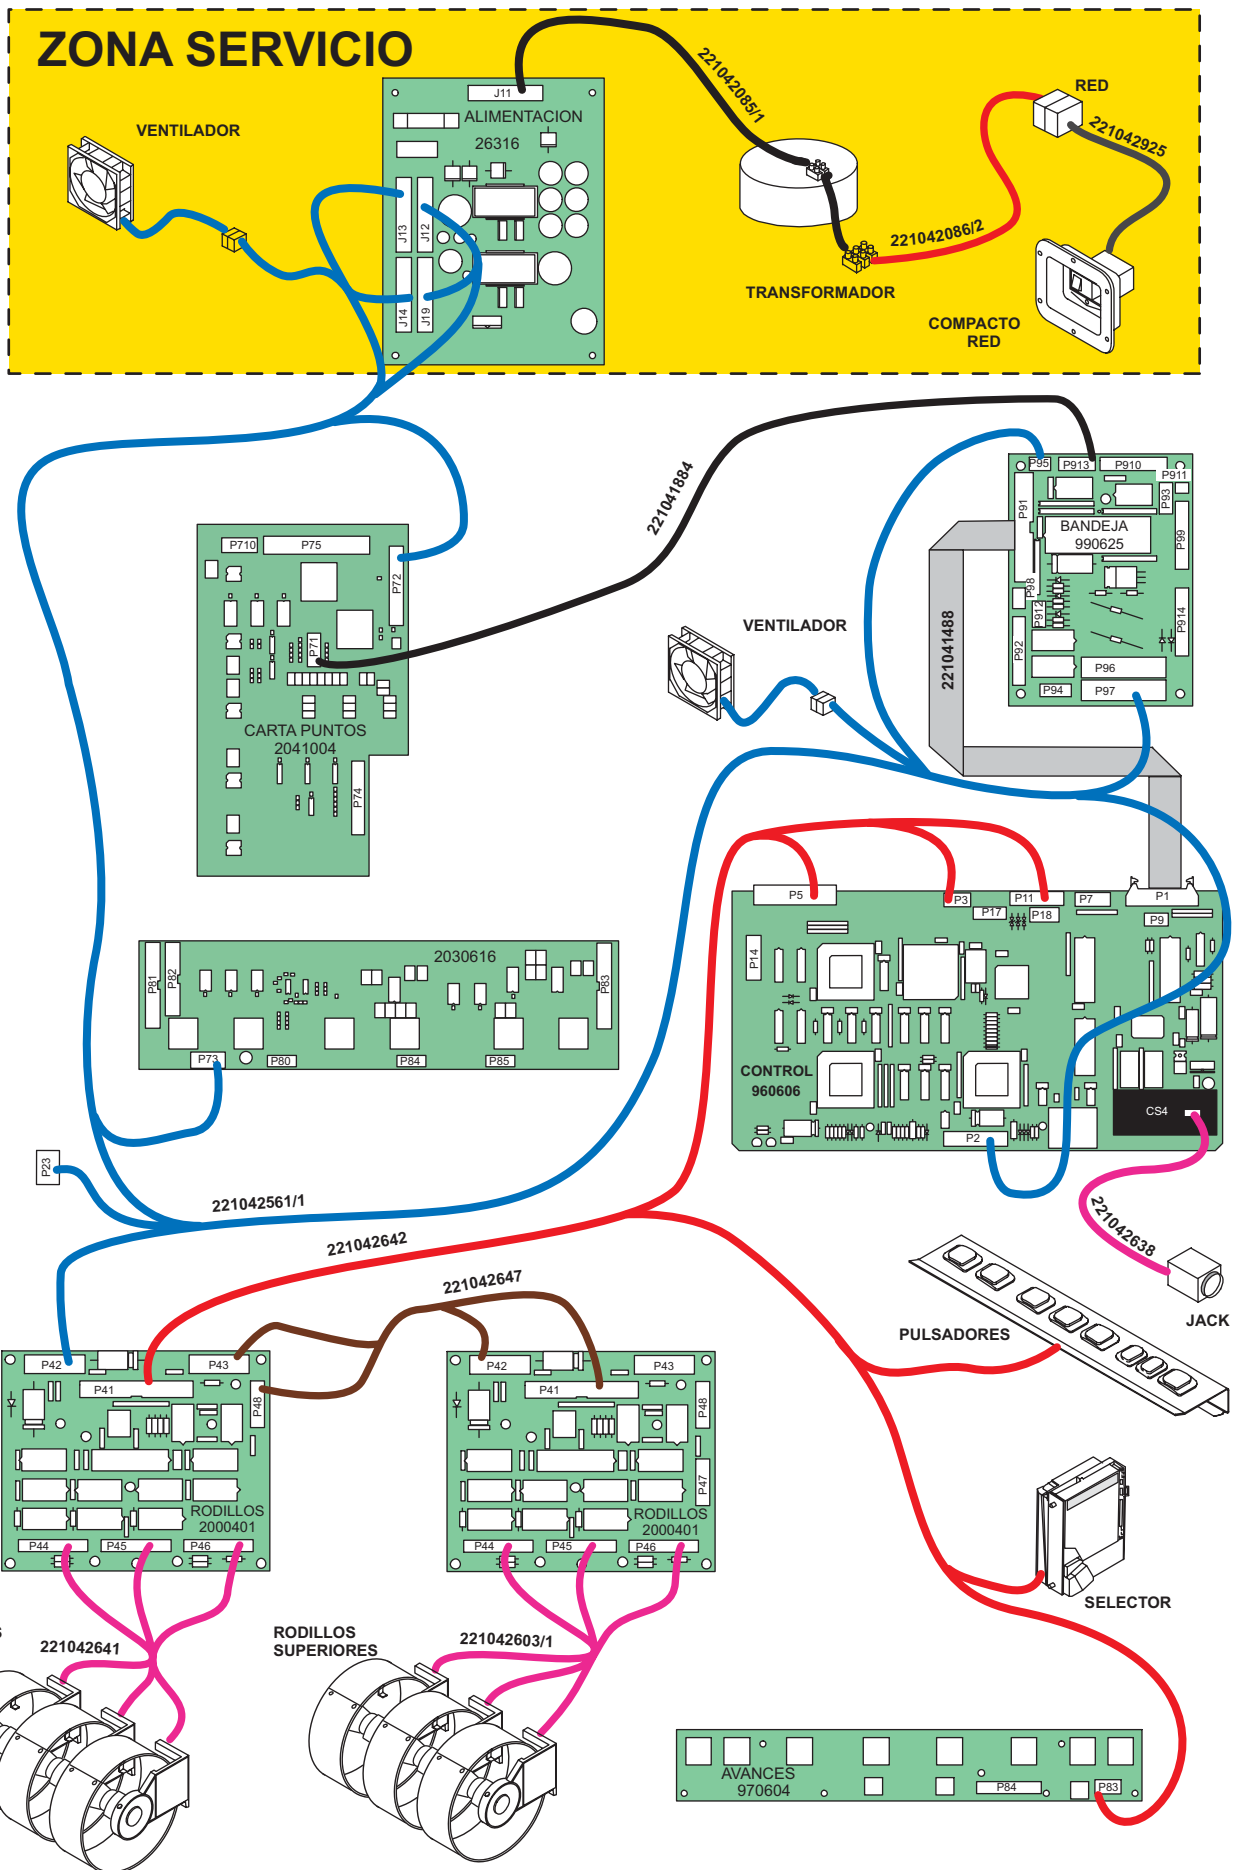 ZONA SERVICIO
J11
ALIMENTACION
26316
J13
J12
J14
J19
VENTILADOR
221042085/1
RED
221042925
221042086/2
TRANSFORMADOR
COMPACTO
RED
221041884
P95
P913
P910
P911
P91
P93
BANDEJA
990625
P99
P98
P912
P914
P92
P96
P94
P97
221041488
P710
P75
P72
P71
CARTA PUNTOS
2041004
P74
VENTILADOR
P5
P3
P11
P7
P1
P17
P18
P9
P14
CONTROL
960606
CS4
P2
2030616
P81
P82
P83
P73
P80
P84
P85
P23
221042561/1
221042642
221042647
221042638
JACK
PULSADORES
P42
P43
P41
P48
RODILLOS
2000401
P44
P45
P46
P42
P43
P41
P48
P47
RODILLOS
2000401
P44
P45
P46
SELECTOR
S
221042641
RODILLOS
SUPERIORES
221042603/1
AVANCES
970604
P84
P83